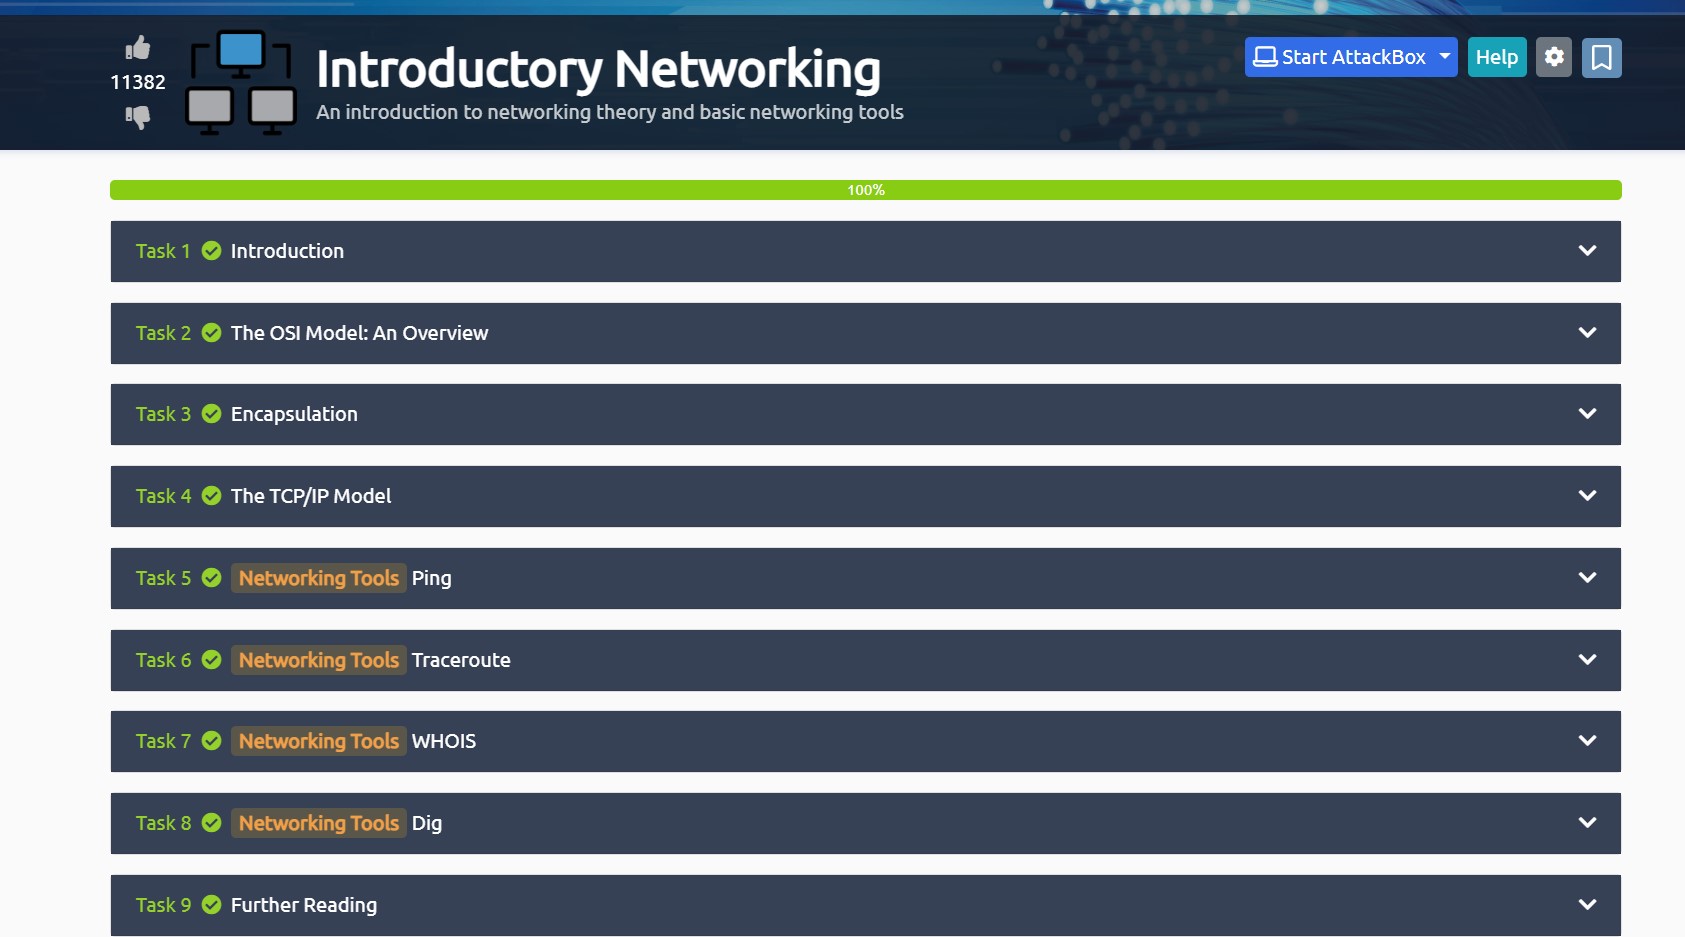 11382
Introductory Networking
An introduction to networking theory and basic networking tools
Start AttackBox
Help
100%
Task 1 Introduction
Task 2 The OSI Model: An Overview
Task 3 Encapsulation
Task 4 The TCP/IP Model
Task 5 Networking Tools Ping
Task 6 Networking Tools Traceroute
Task 7 Networking Tools WHOIS
Task 8 Networking Tools Dig
Task 9 Further Reading